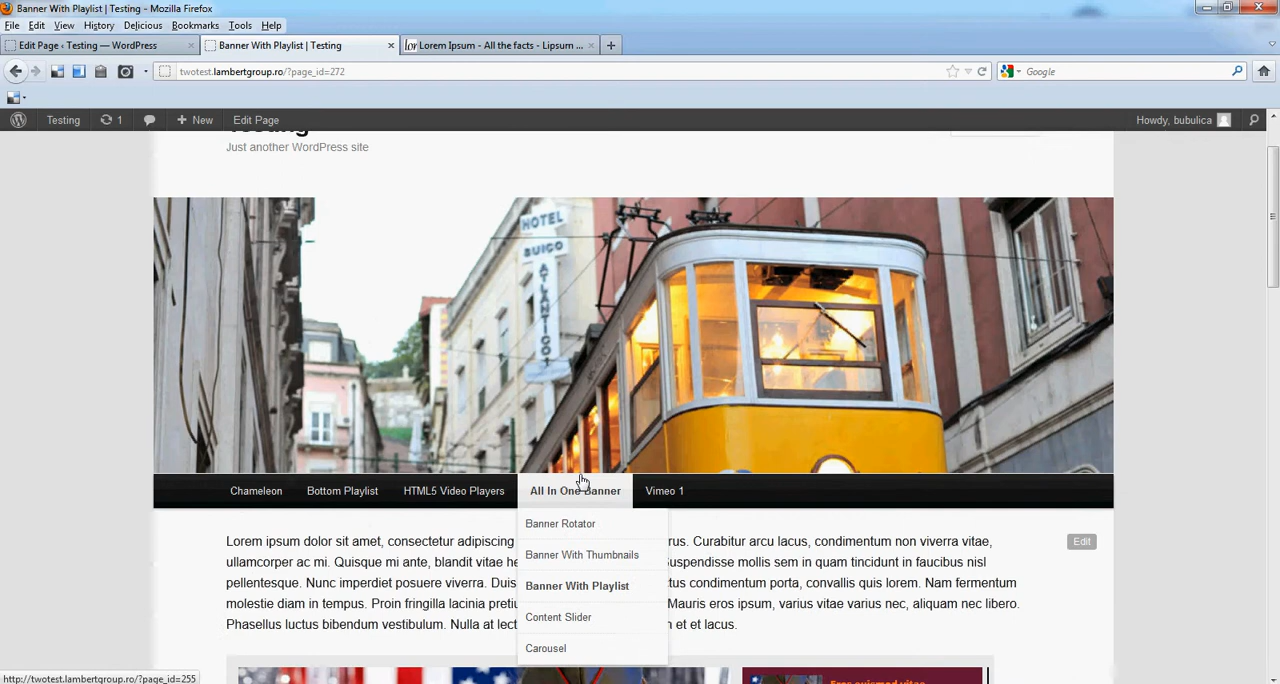 Banner With Playlist | Testing - Mozilla Firefox
File Edit View History Delicious Bookmarks Tools Help
Edit Page ‹ Testing — WordPress
Banner With Playlist | Testing
Lorem Ipsum - All the facts - Lipsum ...
twotest.lambertgroup.ro/?page_id=272
Google
Testing 1 New Edit Page
Howdy, bubulica
Testing
Just another WordPress site
HOTEL
SUIÇO
ATLANTICO
Chameleon Bottom Playlist HTML5 Video Players All In One Banner Vimeo 1
Banner Rotator
Banner With Thumbnails
Banner With Playlist
Content Slider
Carousel
Lorem ipsum dolor sit amet, consectetur adipiscing rus. Curabitur arcu lacus, condimentum non viverra vitae,
Edit
ullamcorper ac mi. Quisque mi ante, blandit vitae he Suspendisse mollis sem in quam tincidunt in faucibus nisl
pellentesque. Nunc imperdiet posuere viverra. Duis ctus condimentum porta, convallis quis lorem. Nam fermentum
molestie diam in tempus. Proin fringilla lacinia pretiu Mauris eros ipsum, varius vitae varius nec, aliquam nec libero.
Phasellus luctus bibendum vestibulum. Nulla at lect et et lacus.
http://twotest.lambertgroup.ro/?page_id=255